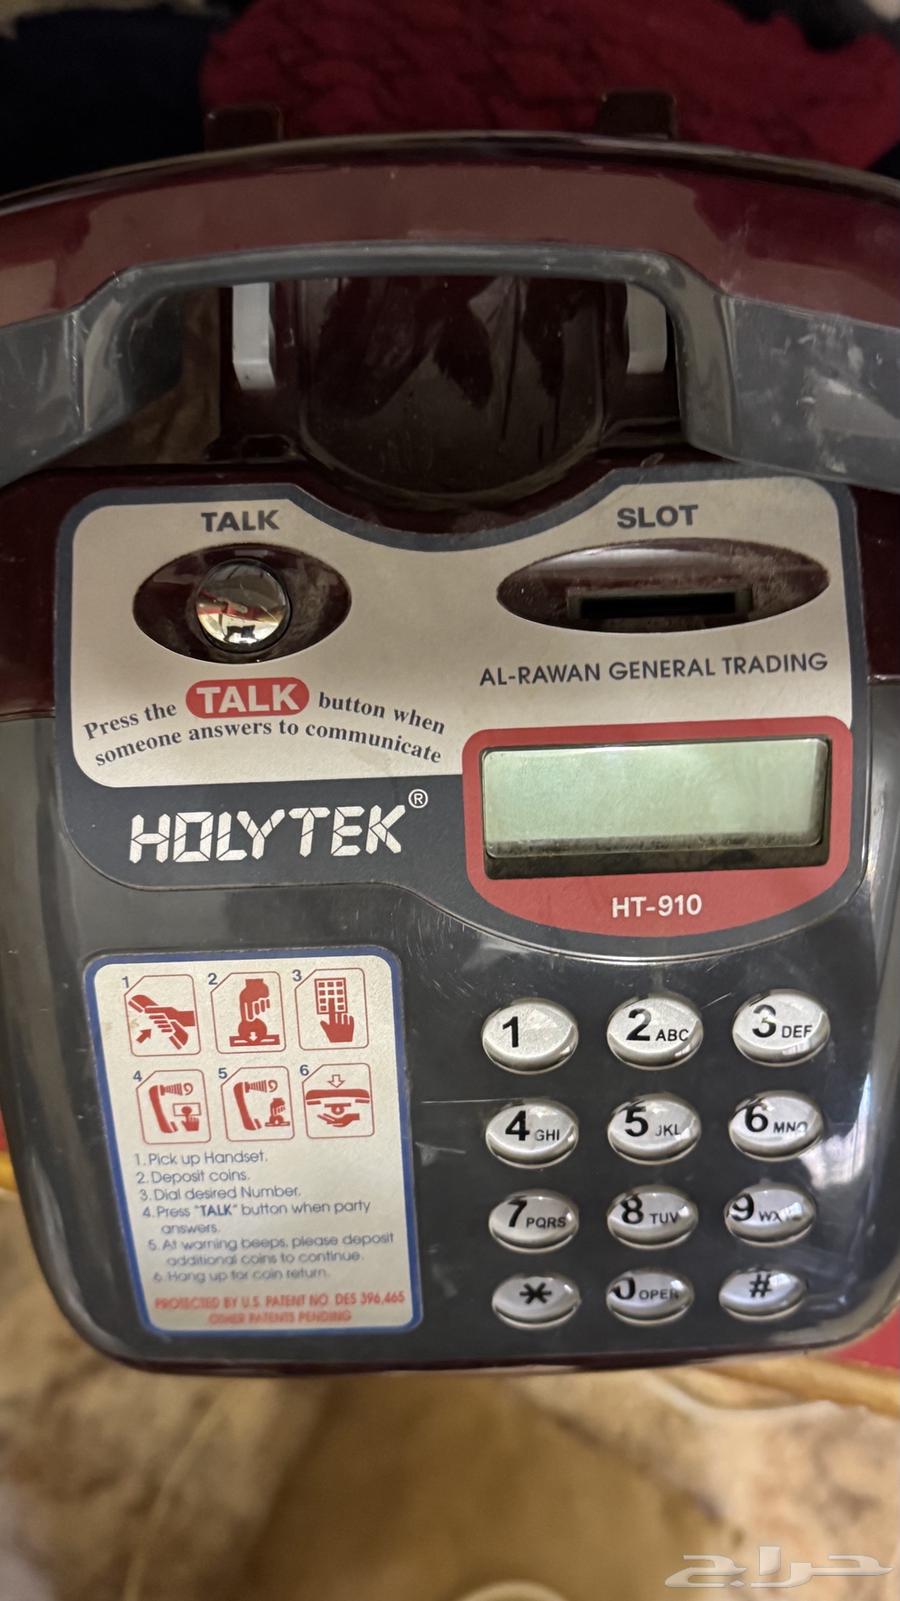 TALK
SLOT
Press the TALK button when
someone answers to communicate
AL-RAWAN GENERAL TRADING
HOLYTEK®
HT-910
1 2 3
4 5 6
1. Pick up Handset.
2. Deposit coins.
3. Dial desired Number.
4. Press "TALK" button when party
answers.
5. At warning beeps, please deposit
additional coins to continue.
6. Hang up for coin return.
PROTECTED BY U.S. PATENT NO. DES 396,465
OTHER PATENTS PENDING
1 2 ABC 3 DEF
4 GHI 5 JKL 6 MNO
7 PQRS 8 TUV 9 WX
* 0 OPER #
حراج